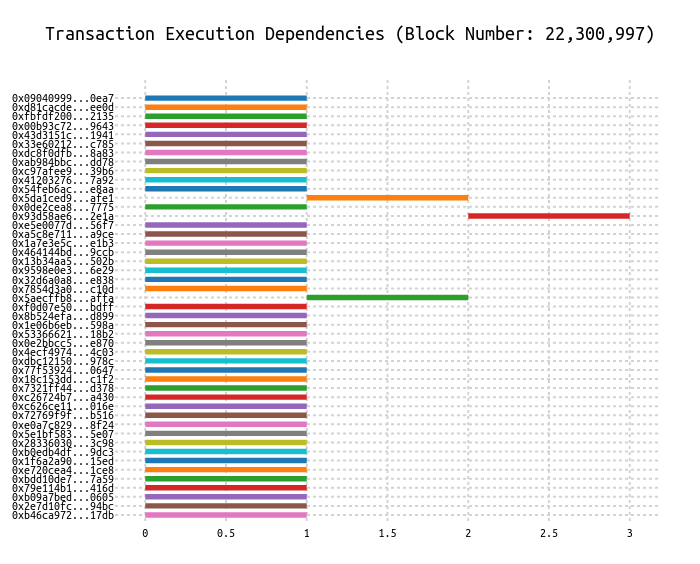 Transaction Execution Dependencies (Block Number: 22,300,997)
0x09040999...0ea7
0xd81cacde...ee0d
0xfbfdf200...2135
0x00b93c72...9643
0x43d3151c...1941
0x33e60212...c785
0xdc8f0dfb...8a83
0xab984bbc...dd78
0xc97afee9...39b6
0x41203276...7a92
0x54feb6ac...e8aa
0x5da1ced9...afe1
0x0de2cea8...7775
0x93d58ae6...2e1a
0xe5e0077d...56f7
0xa5c8e711...a9ce
0x1a7e3e5c...e1b3
0x464144bd...9ccb
0x13b34aa5...502b
0x9598e0e3...6e29
0x32d6a0a8...e838
0x7854d3a0...c10d
0x5aecffb8...affa
0xf0d07e50...bdff
0x8b524efa...d899
0x1e06b6eb...598a
0x53366621...18b2
0x0e2bbcc5...e870
0x4ecf4974...4c03
0xdbc12150...978c
0x77f53924...0647
0x18c153dd...c1f2
0x7321ff44...d378
0xc26724b7...a430
0xc626ce11...016e
0x72769f9f...b516
0xe0a7c829...8f24
0x5e1bf583...5e07
0x28336030...3c98
0xb0edb4df...9dc3
0x1f6a2a90...15ed
0xe720cea4...1ce8
0xbdd10de7...7a59
0x79e114b1...416d
0xb09a7bed...0605
0x2e7d10fc...94bc
0xb46ca972...17db
0 0.5 1 1.5 2 2.5 3